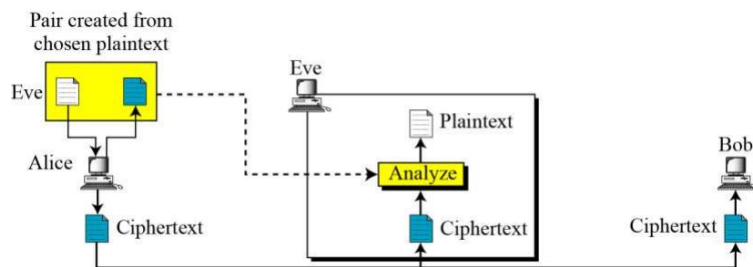 Pair created from
chosen plaintext
Eve
Eve
Plaintext
Alice
Analyze
Bob
Ciphertext
Ciphertext
Ciphertext